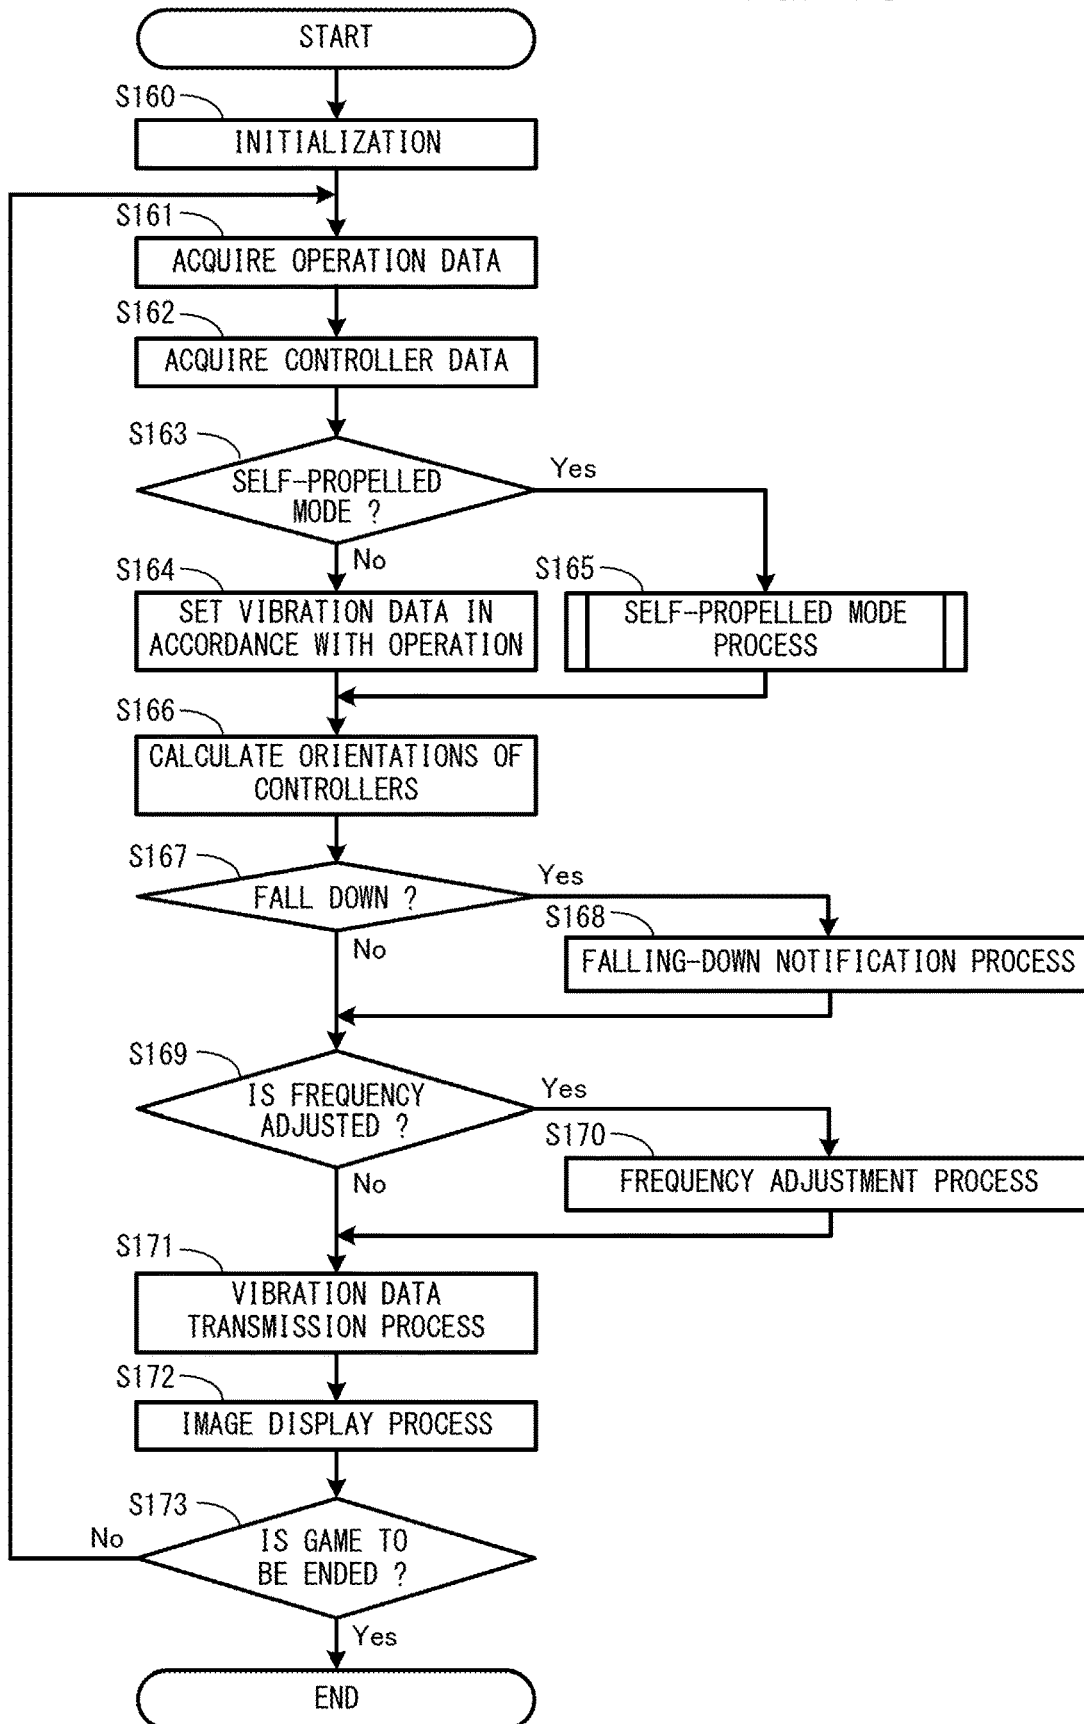 START
S160
INITIALIZATION
S161
ACQUIRE OPERATION DATA
S162
ACQUIRE CONTROLLER DATA
S163
SELF-PROPELLED
MODE ?
Yes
No
S164
SET VIBRATION DATA IN
ACCORDANCE WITH OPERATION
S165
SELF-PROPELLED MODE
PROCESS
S166
CALCULATE ORIENTATIONS OF
CONTROLLERS
S167
FALL DOWN ?
Yes
No
S168
FALLING-DOWN NOTIFICATION PROCESS
S169
IS FREQUENCY
ADJUSTED ?
Yes
No
S170
FREQUENCY ADJUSTMENT PROCESS
S171
VIBRATION DATA
TRANSMISSION PROCESS
S172
IMAGE DISPLAY PROCESS
S173
IS GAME TO
BE ENDED ?
No
Yes
END